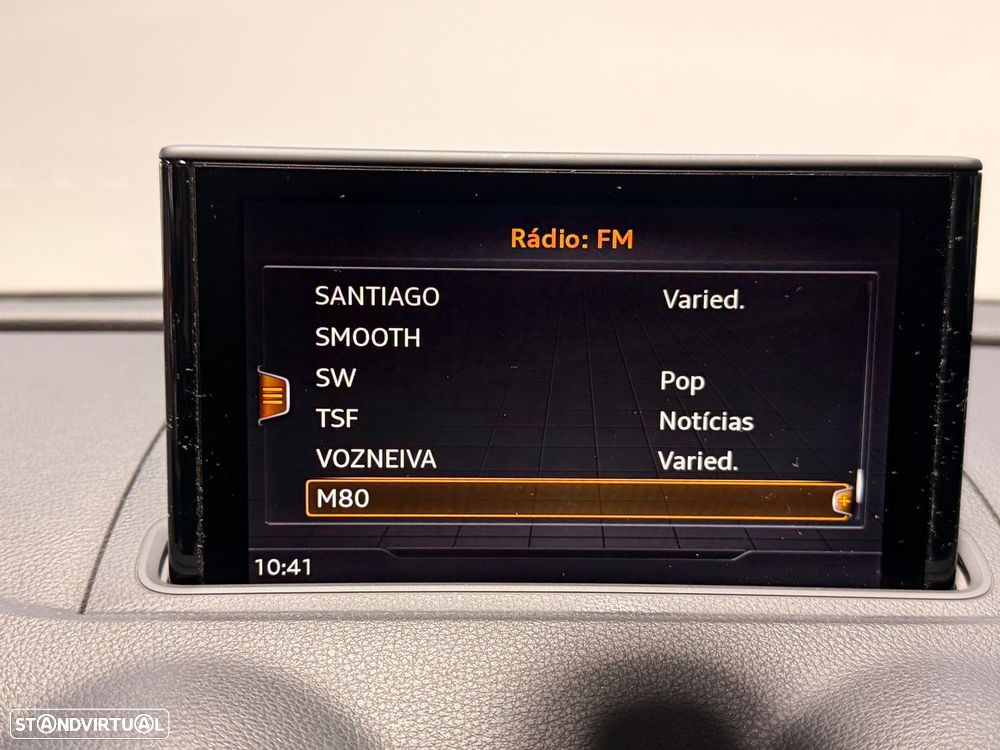 Rádio: FM
SANTIAGO Varied.
SMOOTH
SW Pop
TSF Notícias
VOZNEIVA Varied.
M80
10:41
STANDVIRTUAL